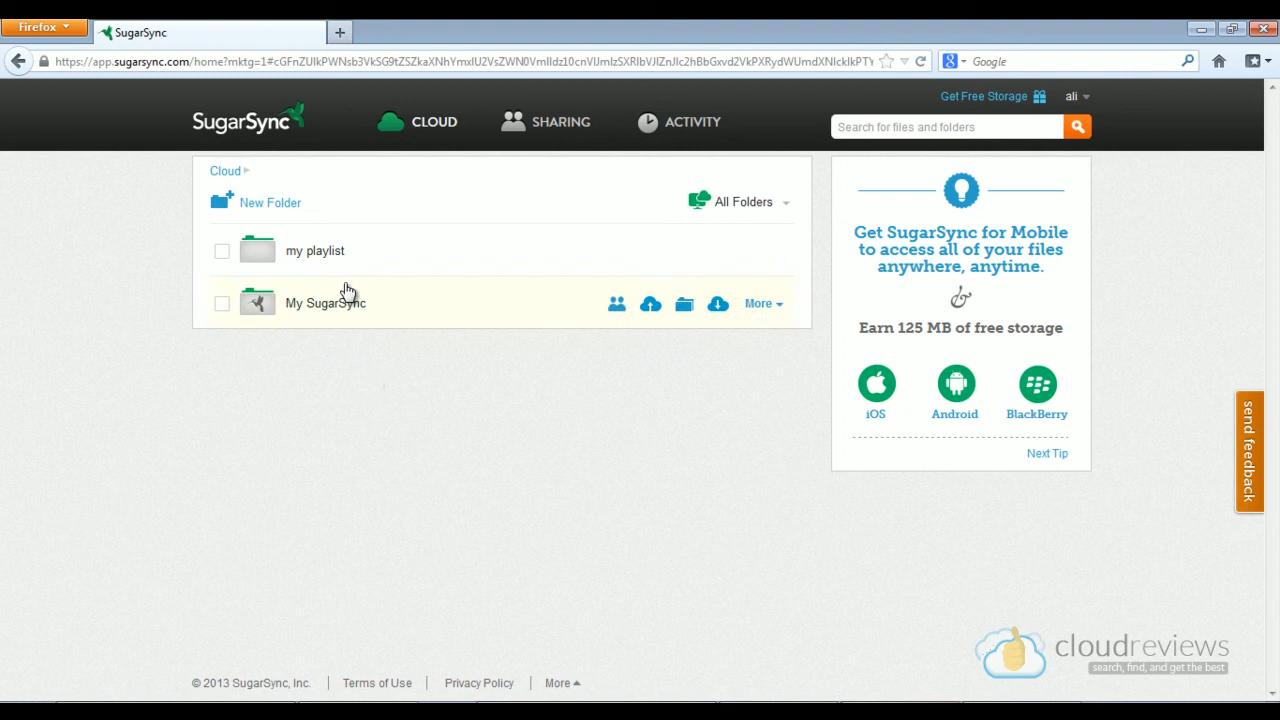 Firefox
SugarSync
https://app.sugarsync.com/home?mktg=1#
Google
Get Free Storage
ali
SugarSync
CLOUD
SHARING
ACTIVITY
Search for files and folders
Cloud
New Folder
All Folders
my playlist
My SugarSync
More
Get SugarSync for Mobile
to access all of your files
anywhere, anytime.
&
Earn 125 MB of free storage
iOS
Android
BlackBerry
Next Tip
send feedback
cloudreviews
search, find, and get the best
© 2013 SugarSync, Inc.
Terms of Use
Privacy Policy
More